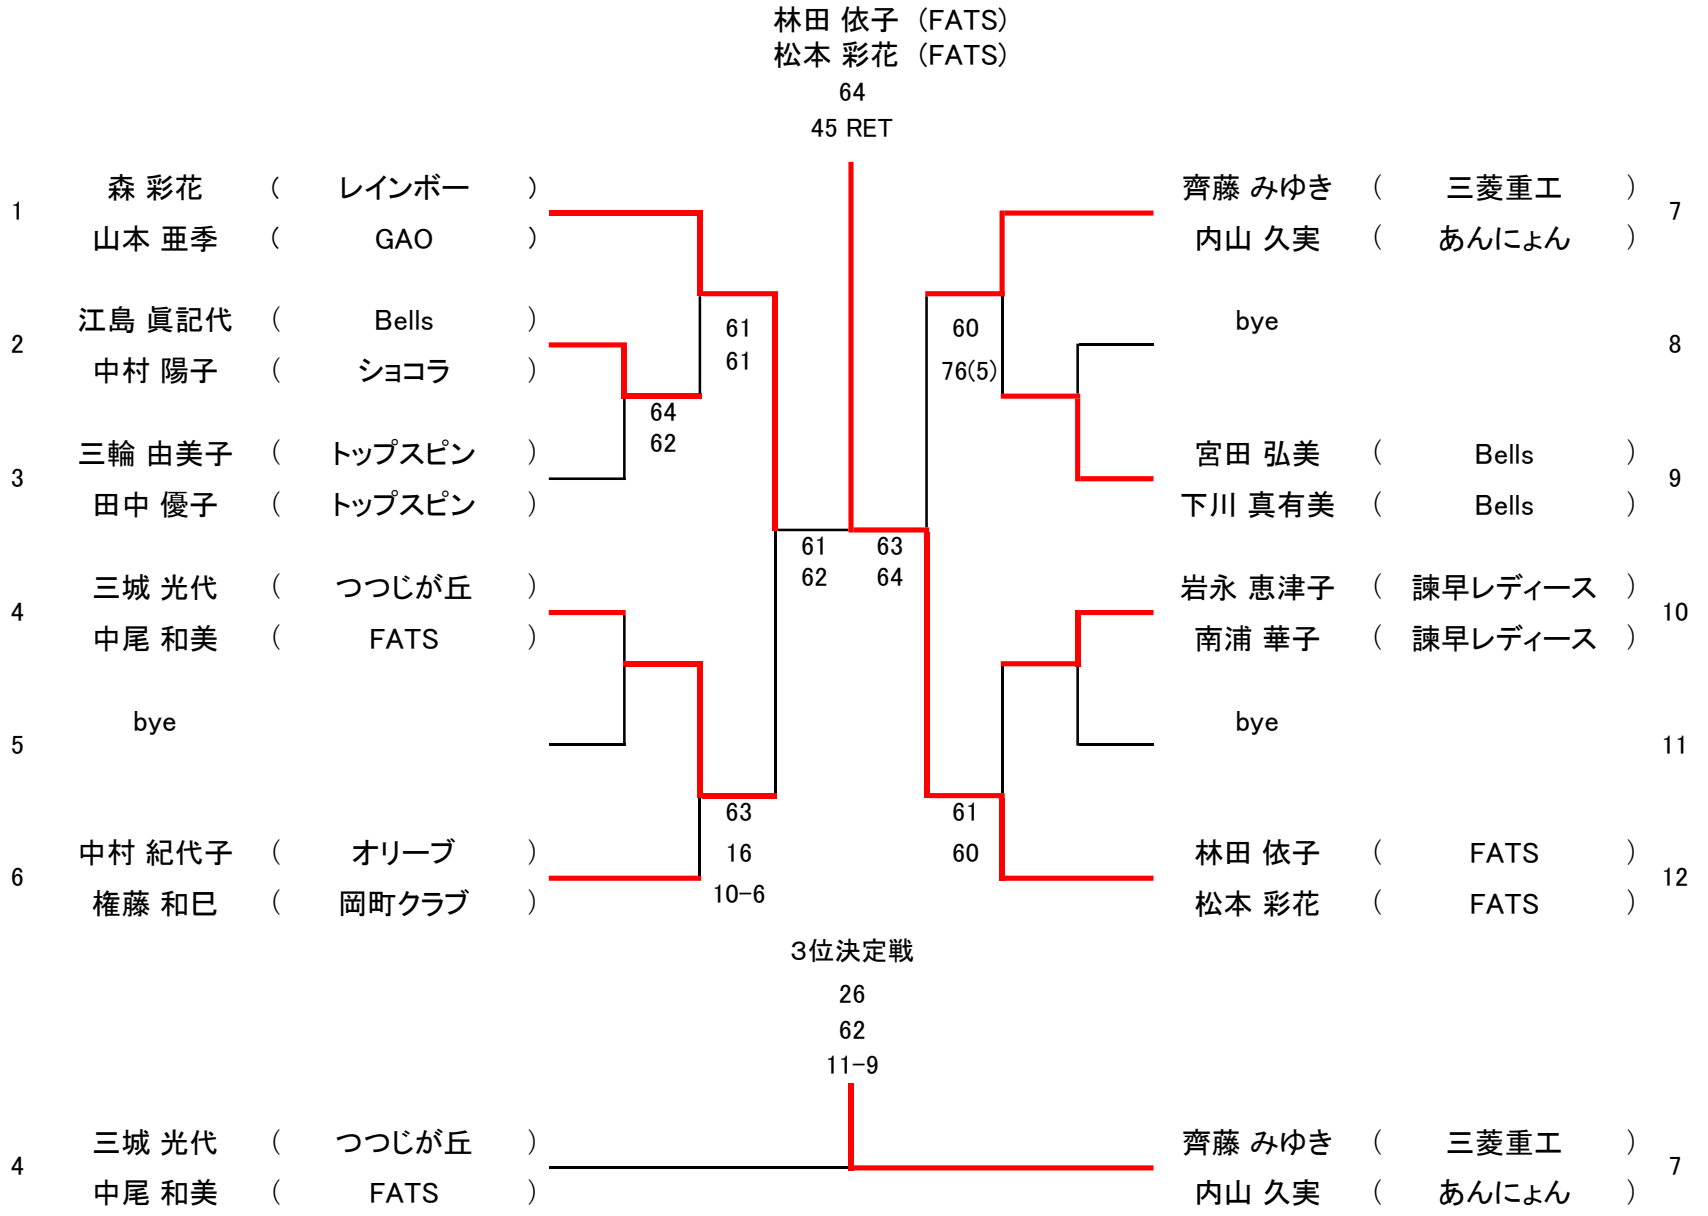 林田 依子 (FATS)
松本 彩花 (FATS)
64
45 RET
森 彩花 ( レインボー )
1
山本 亜季 ( GAO )
江島 眞記代 ( Bells )
2
中村 陽子 ( ショコラ )
三輪 由美子 ( トップスピン )
3
田中 優子 ( トップスピン )
三城 光代 ( つつじが丘 )
4
中尾 和美 ( FATS )
bye
5
中村 紀代子 ( オリーブ )
6
権藤 和巳 ( 岡町クラブ )
61
61
64
62
63
16
10-6
61
62
63
64
60
76(5)
61
60
齊藤 みゆき ( 三菱重工 )
7
内山 久実 ( あんにょん )
bye
8
宮田 弘美 ( Bells )
9
下川 真有美 ( Bells )
岩永 恵津子 ( 諫早レディース )
10
南浦 華子 ( 諫早レディース )
bye
11
林田 依子 ( FATS )
12
松本 彩花 ( FATS )
3位決定戦
26
62
11-9
三城 光代 ( つつじが丘 )
4
中尾 和美 ( FATS )
齊藤 みゆき ( 三菱重工 )
7
内山 久実 ( あんにょん )